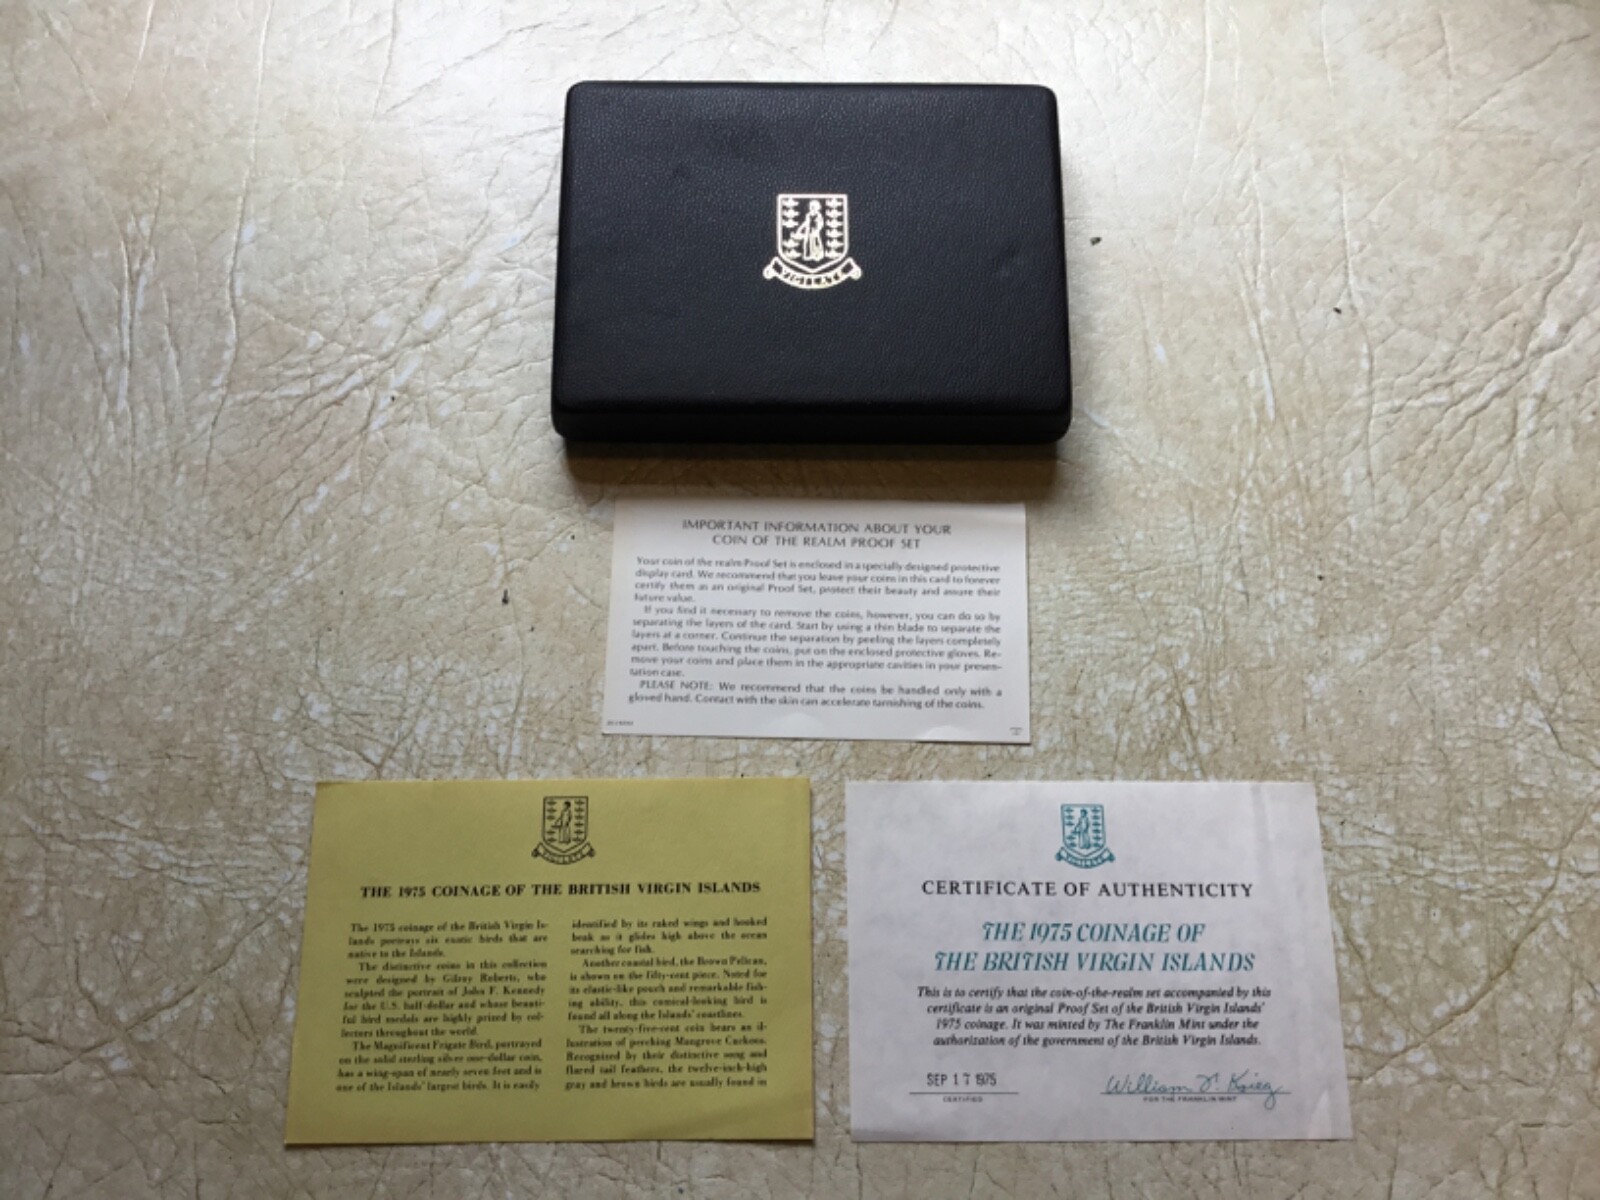 VIGILATE
IMPORTANT INFORMATION ABOUT YOUR
COIN OF THE REALM PROOF SET
Your coin of the realm Proof Set is enclosed in a specially designed protective
display card. We recommend that you leave your coins in this card to forever
certify them as an original Proof Set, protect their beauty and assure their
future value.
If you find it necessary to remove the coins, however, you can do so by
separating the layers of the card. Start by using a thin blade to separate the
layers at a corner. Continue the separation by peeling the layers completely
apart. Before touching the coins, put on the enclosed protective gloves. Re-
move your coins and place them in the appropriate cavities in your presen-
tation case.
PLEASE NOTE: We recommend that the coins be handled only with a
gloved hand. Contact with the skin can accelerate tarnishing of the coins.
VIGILATE
THE 1975 COINAGE OF THE BRITISH VIRGIN ISLANDS
The 1975 coinage of the British Virgin Is-
lands portrays six exotic birds that are
native to the Islands.
The distinctive coins in this collection
were designed by Gilroy Roberts, who
sculpted the portrait of John F. Kennedy
for the U.S. half-dollar and whose beauti-
ful bird medals are highly prized by col-
lectors throughout the world.
The Magnificent Frigate Bird, portrayed
on the solid sterling silver one-dollar coin,
has a wing-span of nearly seven feet and is
one of the Islands' largest birds. It is easily
identified by its raked wings and hooked
beak as it glides high above the ocean
searching for fish.
Another coastal bird, the Brown Pelican,
is shown on the fifty-cent piece. Noted for
its elastic-like pouch and remarkable fish-
ing ability, this comical-looking bird is
found all along the Islands' coastlines.
The twenty-five-cent coin bears an il-
lustration of perching Mangrove Cuckoos.
Recognized by their distinctive song and
flared tail feathers, the twelve-inch-high
gray and brown birds are usually found in
VIGILATE
CERTIFICATE OF AUTHENTICITY
THE 1975 COINAGE OF
THE BRITISH VIRGIN ISLANDS
This is to certify that the coin-of-the-realm set accompanied by this
certificate is an original Proof Set of the British Virgin Islands'
1975 coinage. It was minted by The Franklin Mint under the
authorization of the government of the British Virgin Islands.
SEP 17 1975
CERTIFIED
William T. Krieg
FOR THE FRANKLIN MINT